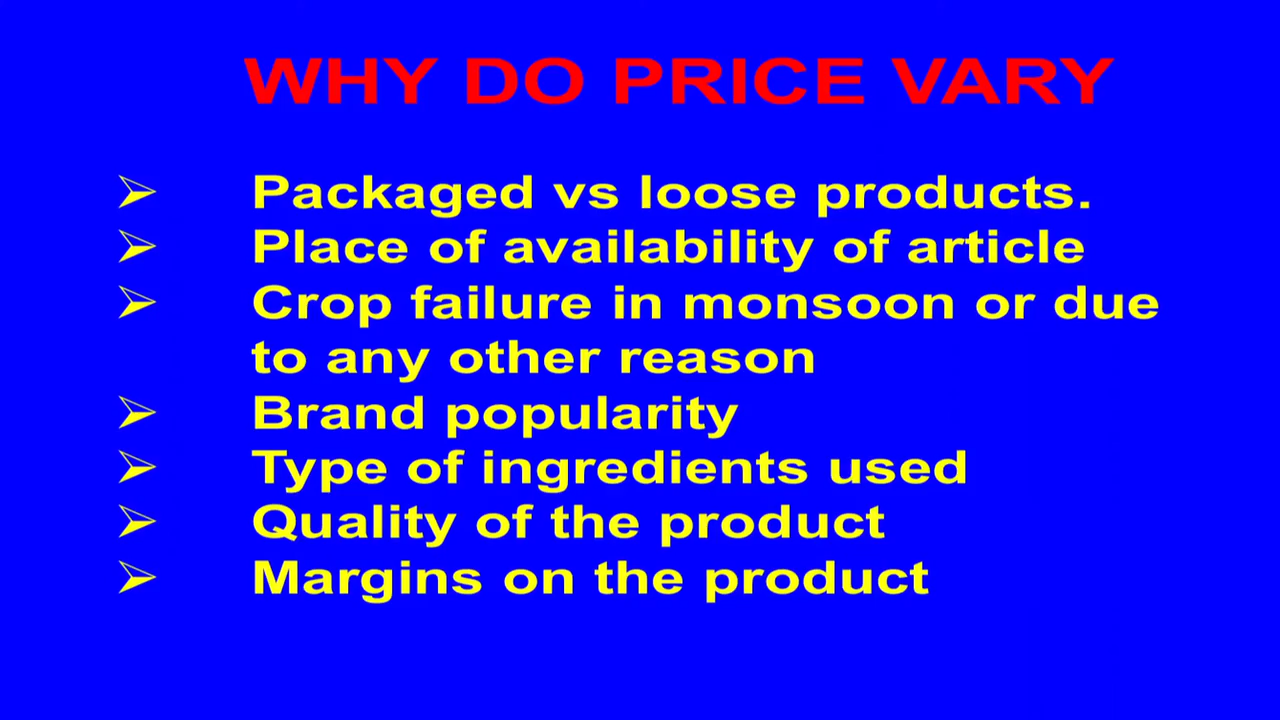 WHY DO PRICE VARY
➢ Packaged vs loose products.
➢ Place of availability of article
➢ Crop failure in monsoon or due
to any other reason
➢ Brand popularity
➢ Type of ingredients used
➢ Quality of the product
➢ Margins on the product